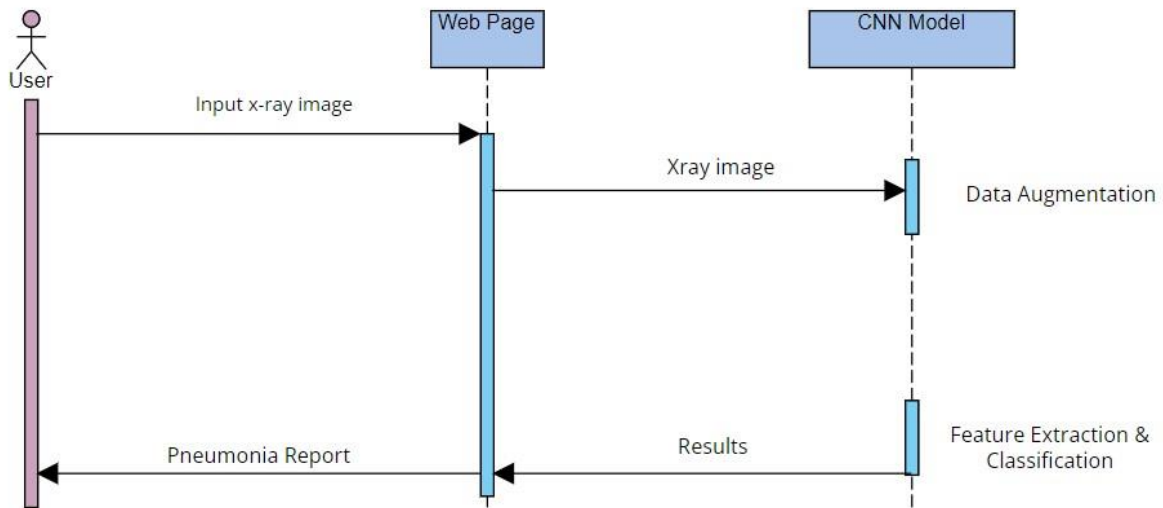 Web Page
CNN Model
User
Input x-ray image
Xray image
Data Augmentation
Feature Extraction &
Classification
Results
Pneumonia Report